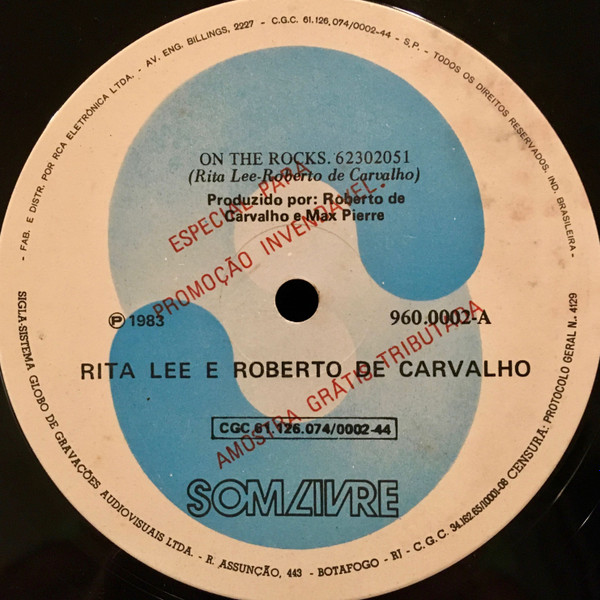 - FAB. E DISTR. POR RCA ELETRÔNICA LTDA. - AV. ENG. BILLINGS, 2227 - C.G.C. 61.126.074/0002-44 - S.P. - TODOS OS DIREITOS RESERVADOS. IND. BRASILEIRA -
ON THE ROCKS. 62302051
(Rita Lee-Roberto de Carvalho)
Produzido por: Roberto de
Carvalho e Max Pierre
ESPECIAL PARA
PROMOÇÃO INVENDÁVEL.
AMOSTRA GRÁTIS-TRIBUTADA
Ⓟ 1983
960.0002-A
RITA LEE E ROBERTO DE CARVALHO
CGC 61.126.074/0002-44
SOM LIVRE
SIGLA-SISTEMA GLOBO DE GRAVAÇÕES AUDIOVISUAIS LTDA. - R. ASSUNÇÃO, 443 - BOTAFOGO - RJ - C.G.C. 34.162.651/0001-08 CENSURA: PROTOCOLO GERAL N.º 4129